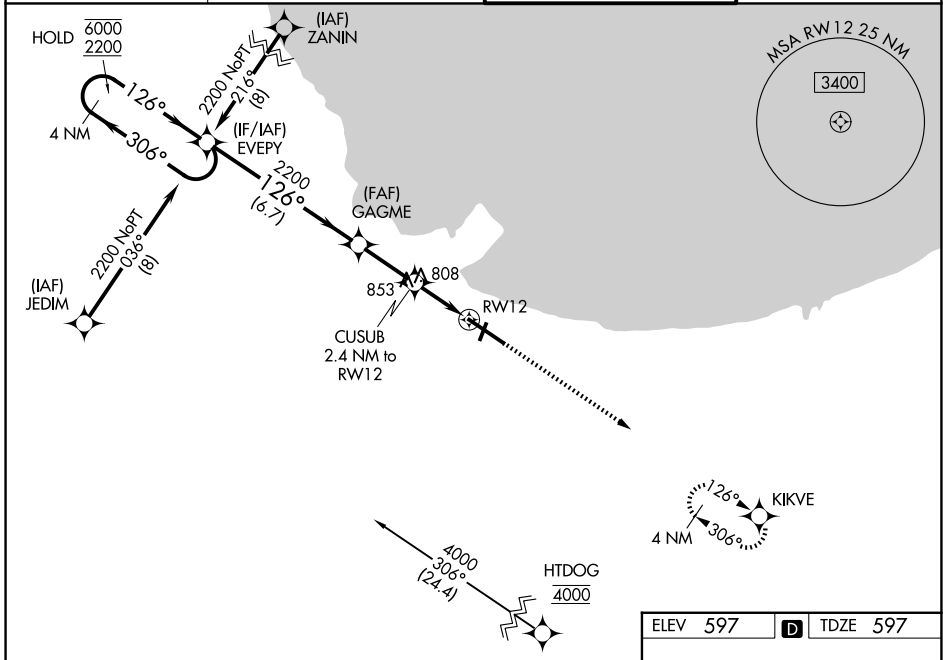 HOLD 6000
2200
(IAF)
ZANIN
MSA RW12 25 NM
3400
2200 NoPT
216°
(8)
126°
4 NM
306°
(IF/IAF)
EVEPY
2200
126°
(6.7)
(FAF)
GAGME
2200 NoPT
036°
(8)
(IAF)
JEDIM
853
808
RW12
CUSUB
2.4 NM to
RW12
126°
KIKVE
4 NM
306°
4000
306°
(24.4)
HTDOG
4000
ELEV 597 D TDZE 597